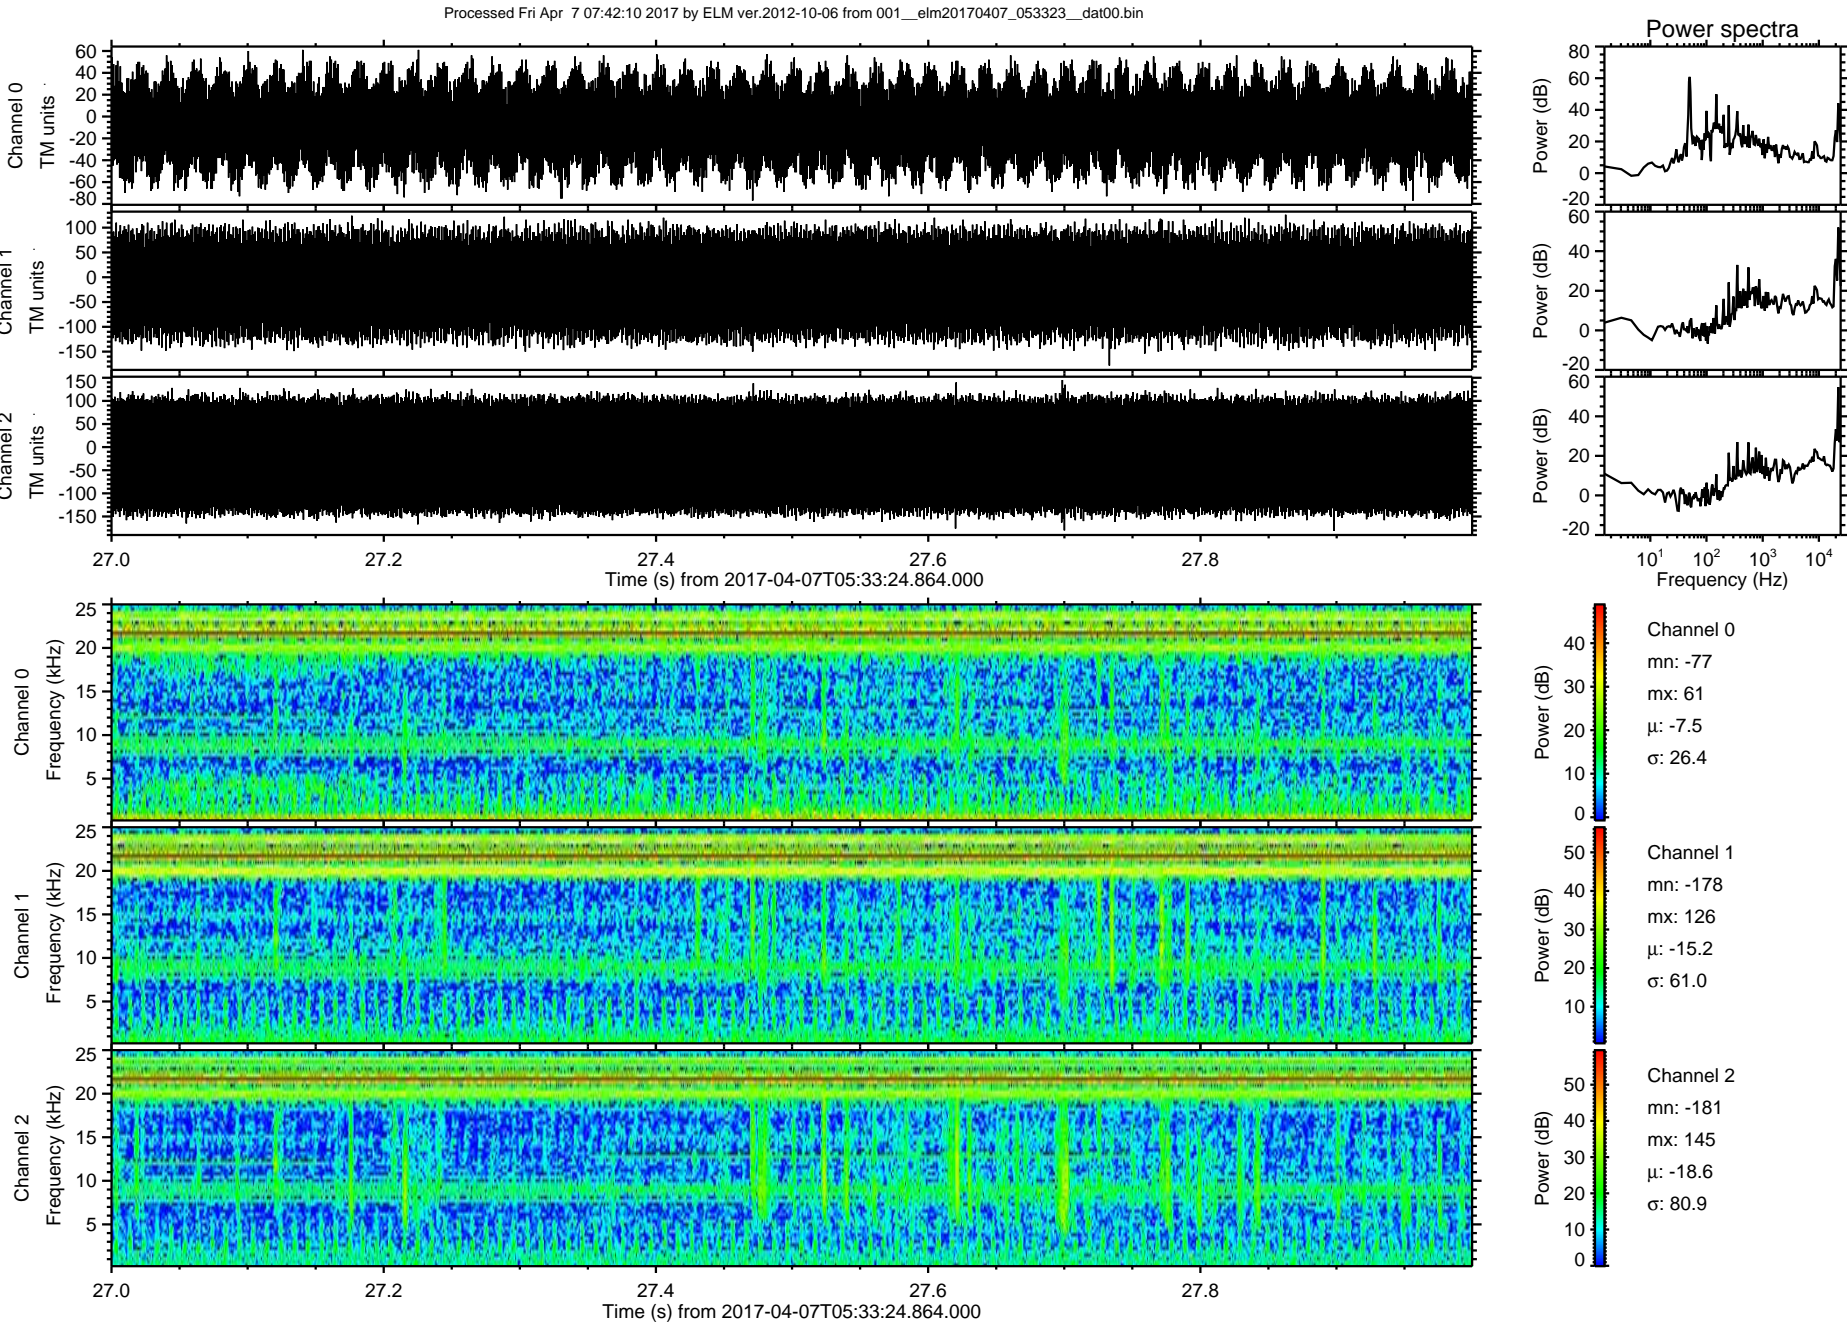 Processed Fri Apr  7 07:42:10 2017 by ELM ver.2012-10-06 from 001__elm20170407_053323__dat00.bin
Power spectra
Channel 0
TM units
60
40
20
0
-20
-40
-60
-80
Power (dB)
80
60
40
20
0
-20
Channel 1
TM units
100
50
0
-50
-100
-150
Power (dB)
60
40
20
0
-20
Channel 2
TM units
150
100
50
0
-50
-100
-150
Power (dB)
60
40
20
0
-20
27.0 27.2 27.4 27.6 27.8
Time (s) from 2017-04-07T05:33:24.864.000
10^1 10^2 10^3 10^4
Frequency (Hz)
Channel 0
Frequency (kHz)
25
20
15
10
5
Power (dB)
40
30
20
10
0
Channel 0
mn: -77
mx: 61
μ: -7.5
σ: 26.4
Channel 1
Frequency (kHz)
25
20
15
10
5
Power (dB)
50
40
30
20
10
Channel 1
mn: -178
mx: 126
μ: -15.2
σ: 61.0
Channel 2
Frequency (kHz)
25
20
15
10
5
Power (dB)
50
40
30
20
10
0
Channel 2
mn: -181
mx: 145
μ: -18.6
σ: 80.9
27.0 27.2 27.4 27.6 27.8
Time (s) from 2017-04-07T05:33:24.864.000